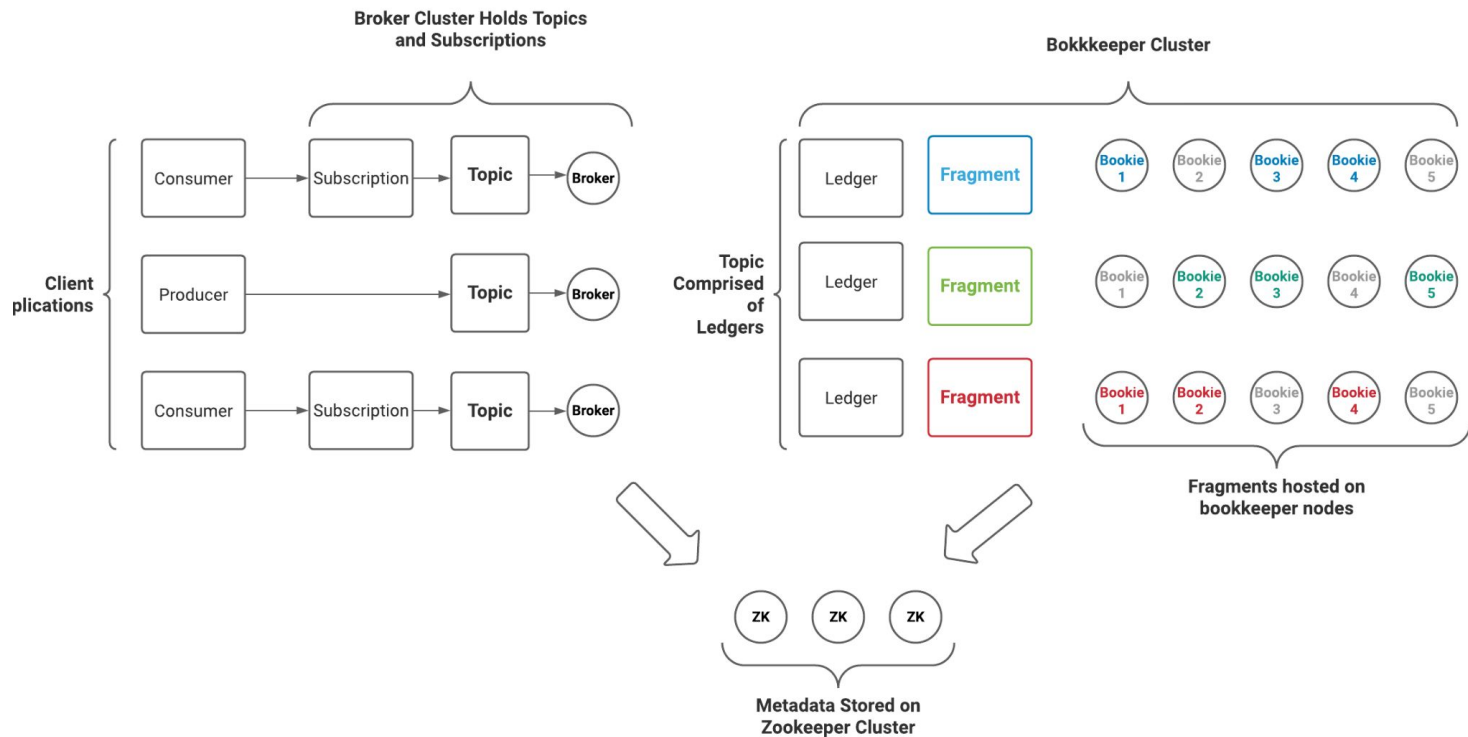 Broker Cluster Holds Topics
and Subscriptions
Bokkkeeper Cluster
Client
plications
Consumer
Subscription
Topic
Broker
Producer
Topic
Broker
Consumer
Subscription
Topic
Broker
Topic
Comprised
of
Ledgers
Ledger
Fragment
Bookie
1
Bookie
2
Bookie
3
Bookie
4
Bookie
5
Ledger
Fragment
Bookie
1
Bookie
2
Bookie
3
Bookie
4
Bookie
5
Ledger
Fragment
Bookie
1
Bookie
2
Bookie
3
Bookie
4
Bookie
5
Fragments hosted on
bookkeeper nodes
ZK
ZK
ZK
Metadata Stored on
Zookeeper Cluster